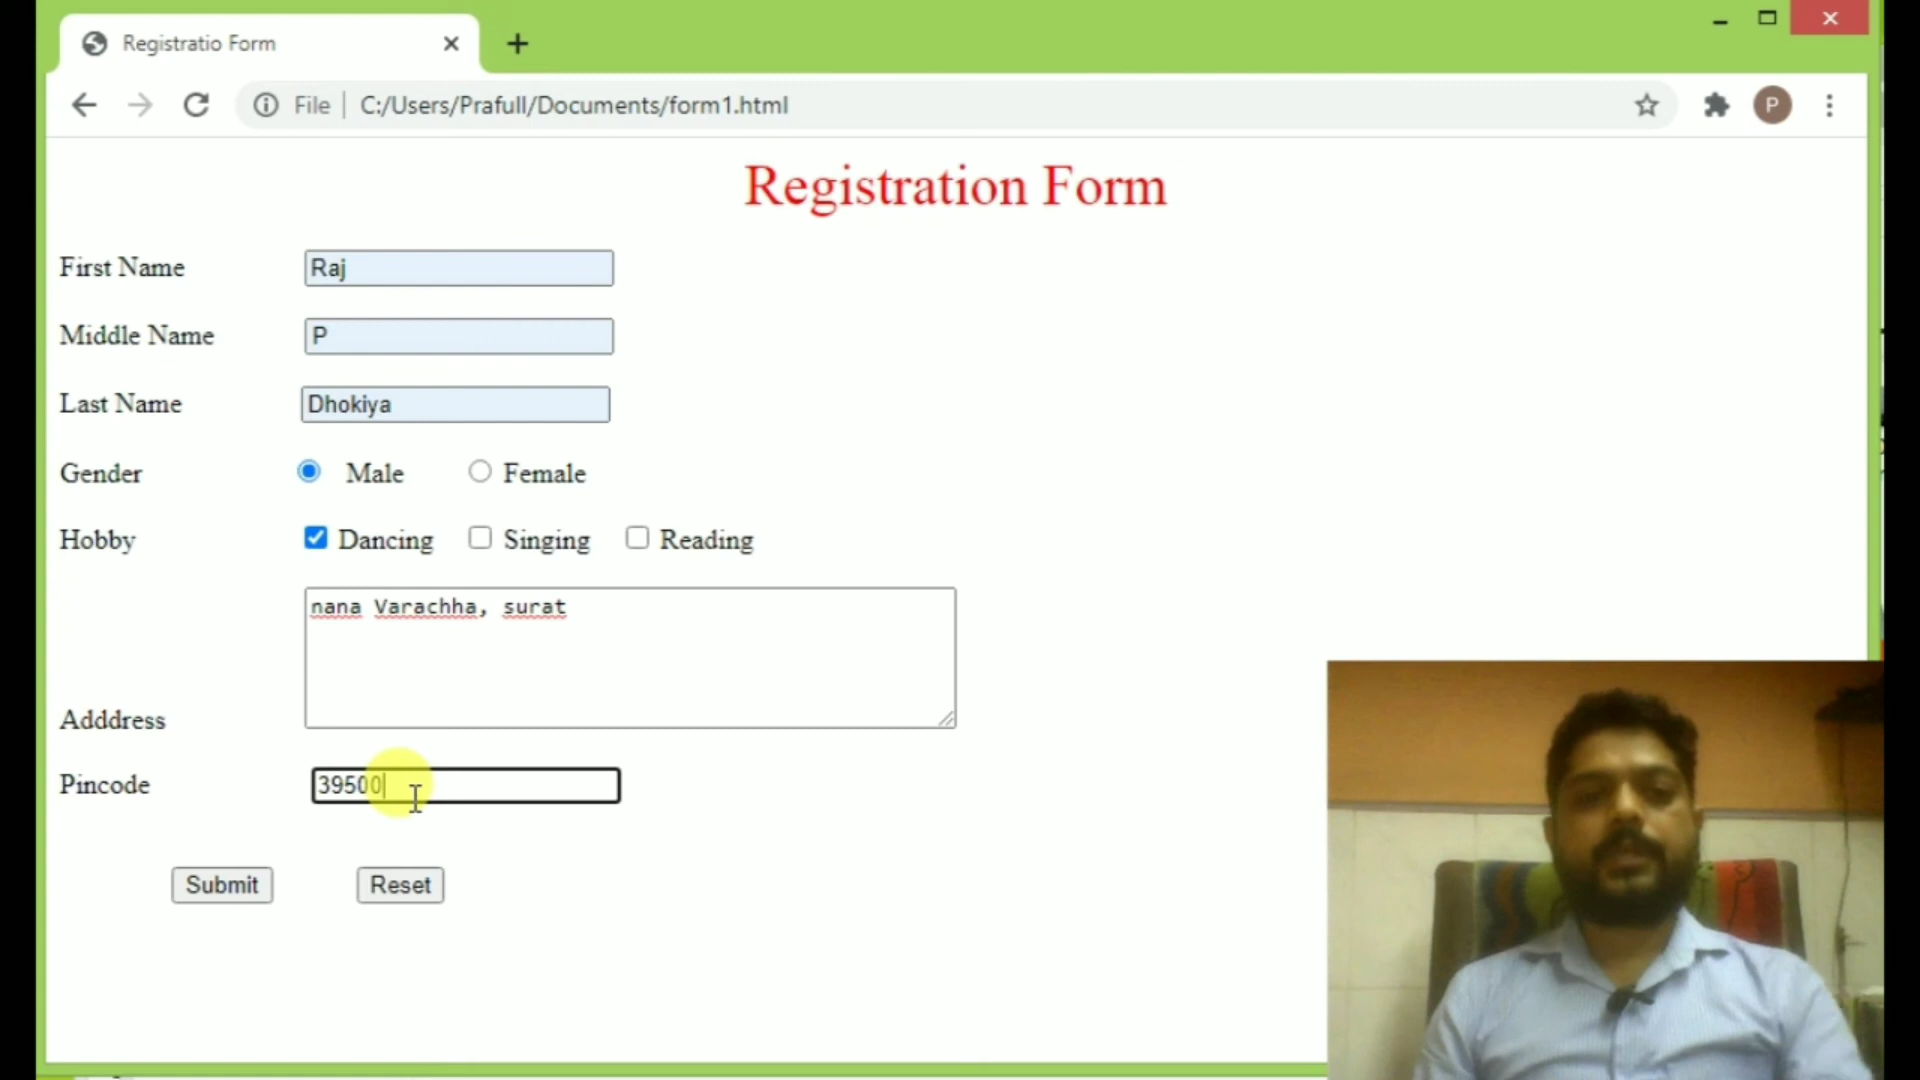 Registratio Form
File C:/Users/Prafull/Documents/form1.html
P
Registration Form
First Name Raj
Middle Name P
Last Name Dhokiya
Gender Male Female
Hobby Dancing Singing Reading
nana Varachha, surat
Adddress
Pincode 39500
Submit Reset